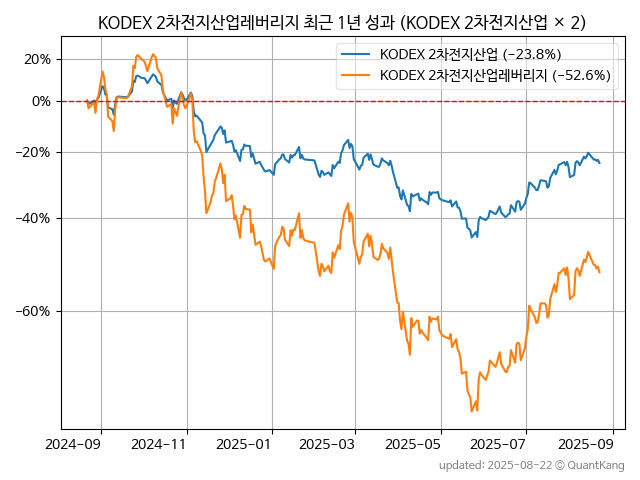 KODEX 2차전지산업레버리지 최근 1년 성과 (KODEX 2차전지산업 × 2)
KODEX 2차전지산업 (−23.8%)
KODEX 2차전지산업레버리지 (−52.6%)
20%
0%
−20%
−40%
−60%
2024-09 2024-11 2025-01 2025-03 2025-05 2025-07 2025-09
updated: 2025-08-22 © QuantKang